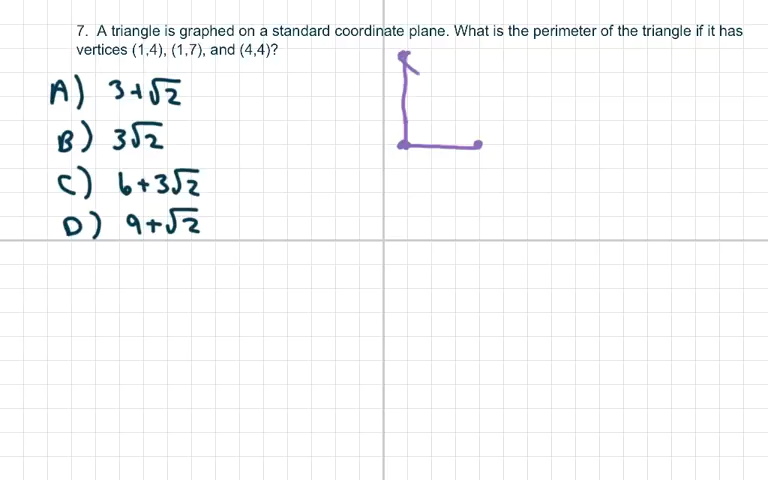 7. A triangle is graphed on a standard coordinate plane. What is the perimeter of the triangle if it has
vertices (1,4), (1,7), and (4,4)?
A) 3+√2
B) 3√2
C) 6+3√2
D) 9+√2